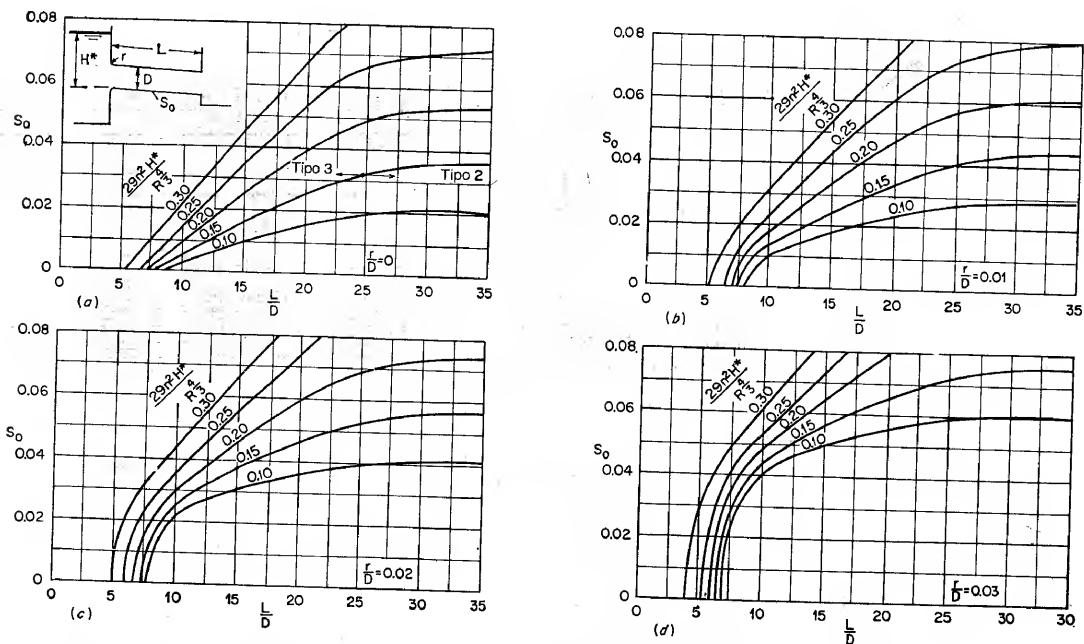 0.08
0.06
S₀
0.04
0.02
0
H*
r
L
D
S₀
29n²H*
R^4/3
0.30
0.25
0.20
0.15
0.10
Tipo 3
Tipo 2
r/D=0
0 5 10 15 20 25 30 35
(a) L/D
0.08
0.06
S₀
0.04
0.02
0
29n²H*
R^4/3
0.30
0.25
0.20
0.15
0.10
r/D=0.01
0 5 10 15 20 25 30 35
(b) L/D
0.08
0.06
S₀
0.04
0.02
0
29n²H*
R^4/3
0.30
0.25
0.20
0.15
0.10
r/D=0.02
0 5 10 15 20 25 30 35
(c) L/D
0.08
0.06
S₀
0.04
0.02
0
29n²H*
R^4/3
0.30
0.25
0.20
0.15
0.10
r/D=0.03
0 5 10 15 20 25 30 35
(d) L/D